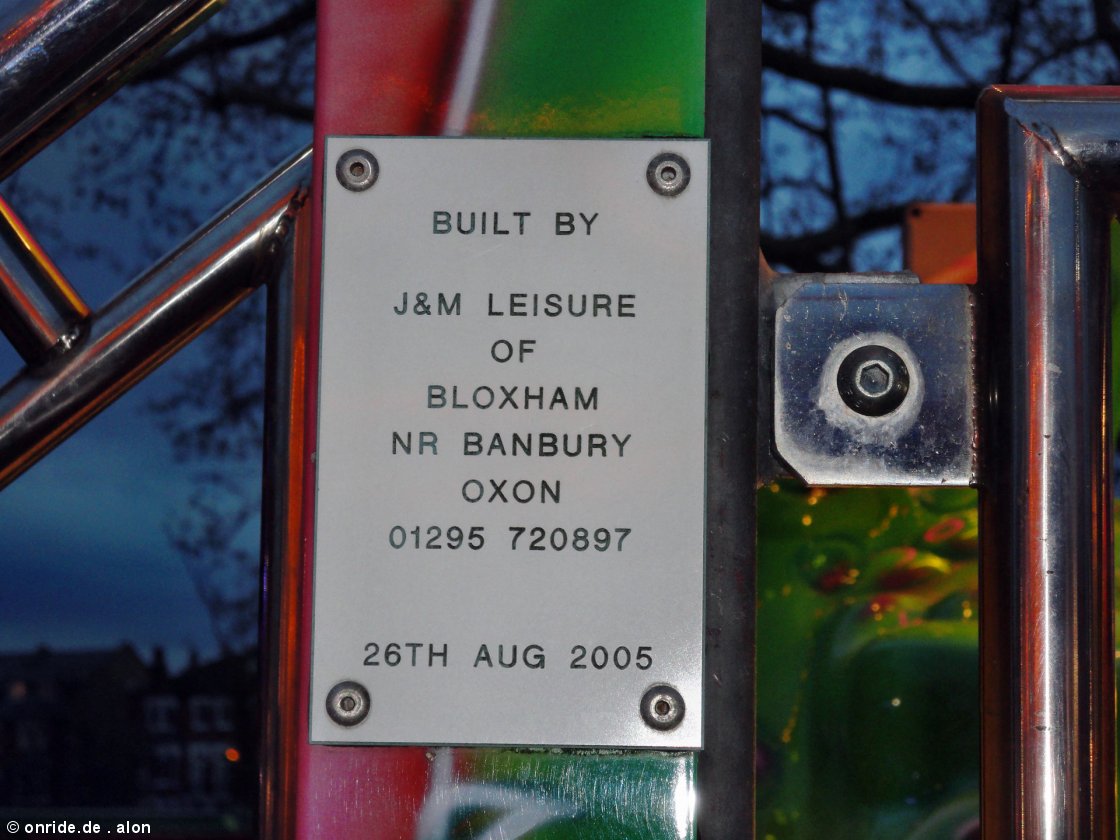 BUILT BY
J&M LEISURE
OF
BLOXHAM
NR BANBURY
OXON
01295 720897
26TH AUG 2005
© onride.de . alon